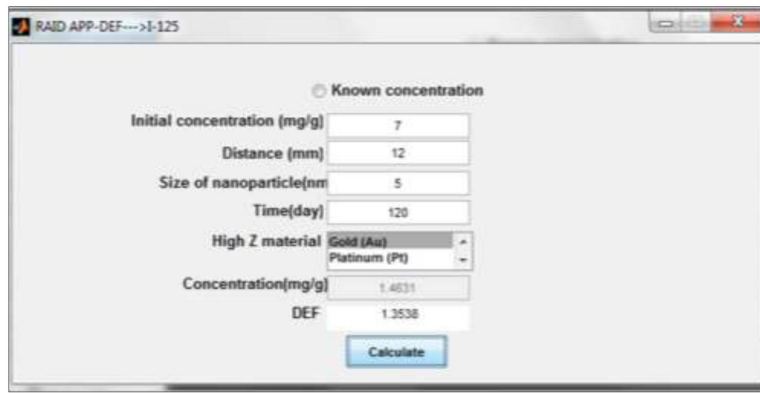 RAID APP-DEF--->I-125
Known concentration
Initial concentration (mg/g) 7
Distance (mm) 12
Size of nanoparticle(nm 5
Time(day) 120
High Z material Gold (Au)
Platinum (Pt)
Concentration(mg/g) 1.4631
DEF 1.3538
Calculate